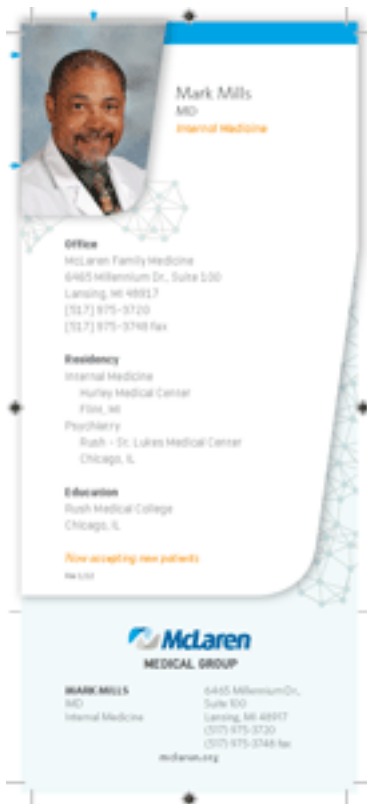 Mark Mills
MD
Internal Medicine
Office
McLaren Family Medicine
6465 Millennium Dr., Suite 100
Lansing, MI 48917
(517) 975-3720
(517) 975-3748 fax
Residency
Internal Medicine
Hurley Medical Center
Flint, MI
Psychiatry
Rush - St. Lukes Medical Center
Chicago, IL
Education
Rush Medical College
Chicago, IL
Now accepting new patients
McLaren
MEDICAL GROUP
MARK MILLS
MD
Internal Medicine
6465 Millennium Dr.,
Suite 100
Lansing, MI 48917
(517) 975-3720
(517) 975-3748 fax
mclaren.org